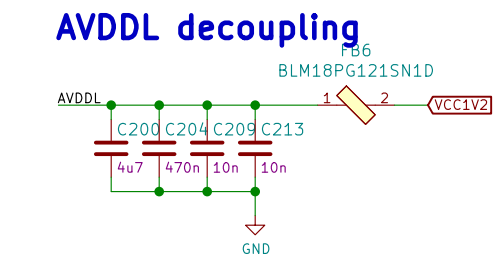 AVDDL decoupling
FB6
BLM18PG121SN1D
AVDDL 1 2 VCC1V2
C200 C204 C209 C213
4u7 470n 10n 10n
GND